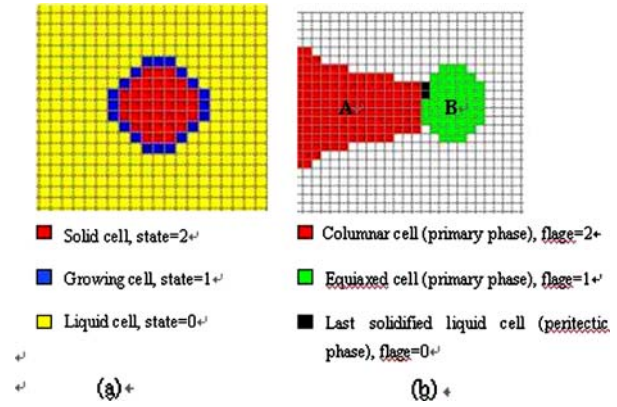 A
B
Solid cell, state=2
Growing cell, state=1
Liquid cell, state=0
(a)
Columnar cell (primary phase), flage=2
Equiaxed cell (primary phase), flage=1
Last solidified liquid cell (peritectic
phase), flage=0
(b)